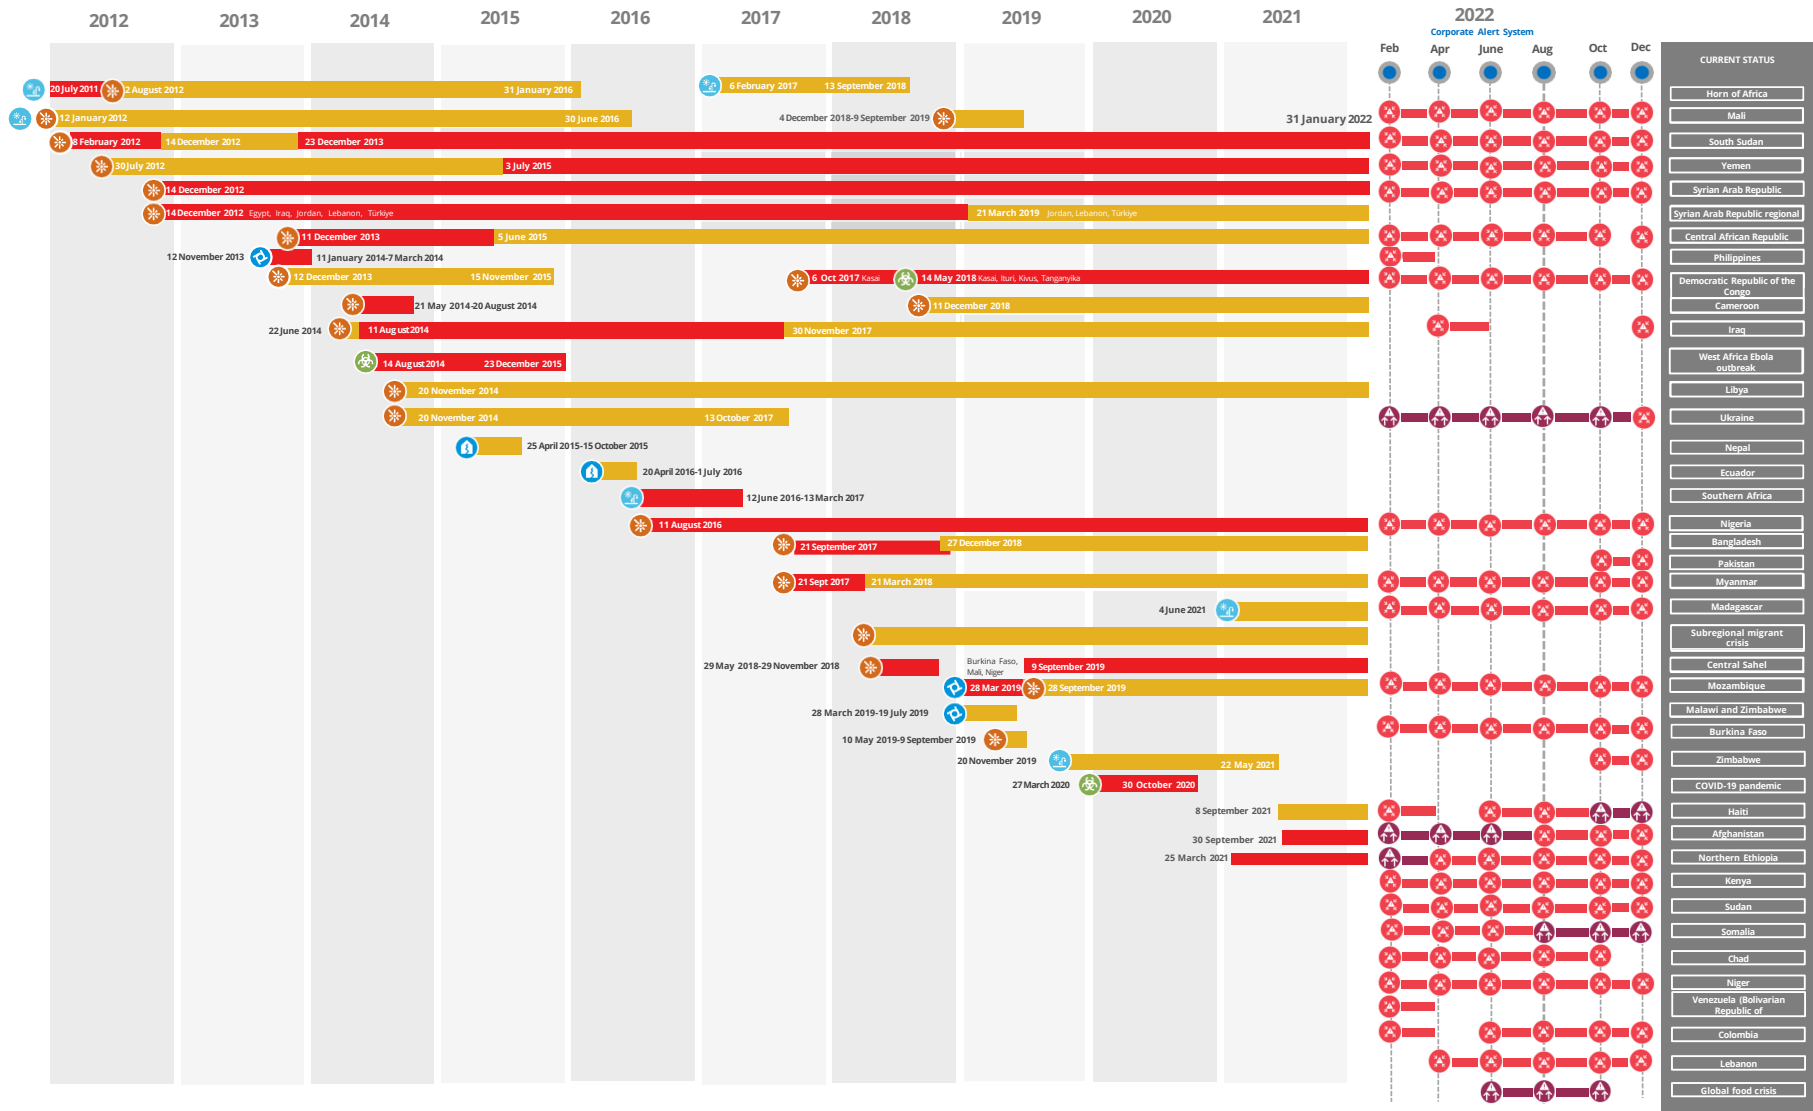 2012 2013 2014 2015 2016 2017 2018 2019 2020 2021 2022
Corporate Alert System
Feb Apr June Aug Oct Dec
CURRENT STATUS
20 July 2011 2 August 2012 31 January 2016 6 February 2017 13 September 2018 Horn of Africa
12 January 2012 30 June 2016 4 December 2018-9 September 2019 31 January 2022 Mali
8 February 2012 14 December 2012 23 December 2013 South Sudan
30 July 2012 3 July 2015 Yemen
14 December 2012 Syrian Arab Republic
14 December 2012 Egypt, Iraq, Jordan, Lebanon, Türkiye 21 March 2019 Jordan, Lebanon, Türkiye Syrian Arab Republic regional
11 December 2013 5 June 2015 Central African Republic
12 November 2013 11 January 2014-7 March 2014 Philippines
12 December 2013 15 November 2015 6 Oct 2017 Kasai 14 May 2018 Kasai, Ituri, Kivus, Tanganyika Democratic Republic of the
Congo
21 May 2014-20 August 2014 11 December 2018 Cameroon
22 June 2014 11 August 2014 30 November 2017 Iraq
14 August 2014 23 December 2015 West Africa Ebola
outbreak
20 November 2014 Libya
20 November 2014 13 October 2017 Ukraine
25 April 2015-15 October 2015 Nepal
20 April 2016-1 July 2016 Ecuador
12 June 2016-13 March 2017 Southern Africa
11 August 2016 Nigeria
21 September 2017 27 December 2018 Bangladesh
Pakistan
21 Sept 2017 21 March 2018 Myanmar
4 June 2021 Madagascar
Subregional migrant
crisis
29 May 2018-29 November 2018 Burkina Faso,
Mali, Niger
9 September 2019 Central Sahel
28 Mar 2019 28 September 2019 Mozambique
28 March 2019-19 July 2019 Malawi and Zimbabwe
10 May 2019-9 September 2019 Burkina Faso
20 November 2019 22 May 2021 Zimbabwe
27 March 2020 30 October 2020 COVID-19 pandemic
8 September 2021 Haiti
30 September 2021 Afghanistan
25 March 2021 Northern Ethiopia
Kenya
Sudan
Somalia
Chad
Niger
Venezuela (Bolivarian
Republic of
Colombia
Lebanon
Global food crisis